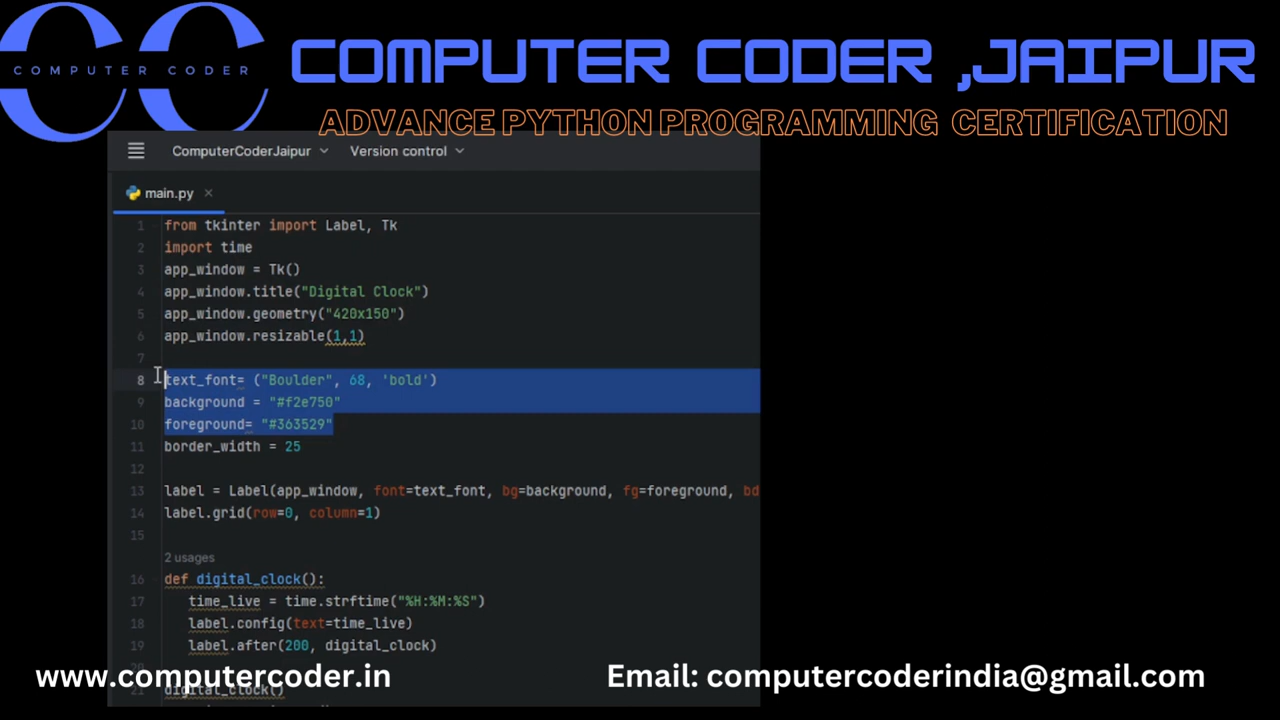 COMPUTER CODER
COMPUTER CODER ,JAIPUR
ADVANCE PYTHON PROGRAMMING CERTIFICATION
ComputerCoderJaipur Version control
main.py
1 from tkinter import Label, Tk
2 import time
3 app_window = Tk()
4 app_window.title("Digital Clock")
5 app_window.geometry("420x150")
6 app_window.resizable(1,1)
7
8 text_font= ("Boulder", 68, 'bold')
9 background = "#f2e750"
10 foreground= "#363529"
11 border_width = 25
12
13 label = Label(app_window, font=text_font, bg=background, fg=foreground, bd
14 label.grid(row=0, column=1)
15
2 usages
16 def digital_clock():
17 time_live = time.strftime("%H:%M:%S")
18 label.config(text=time_live)
19 label.after(200, digital_clock)
20
21 digital_clock()
www.computercoder.in
Email: computercoderindia@gmail.com